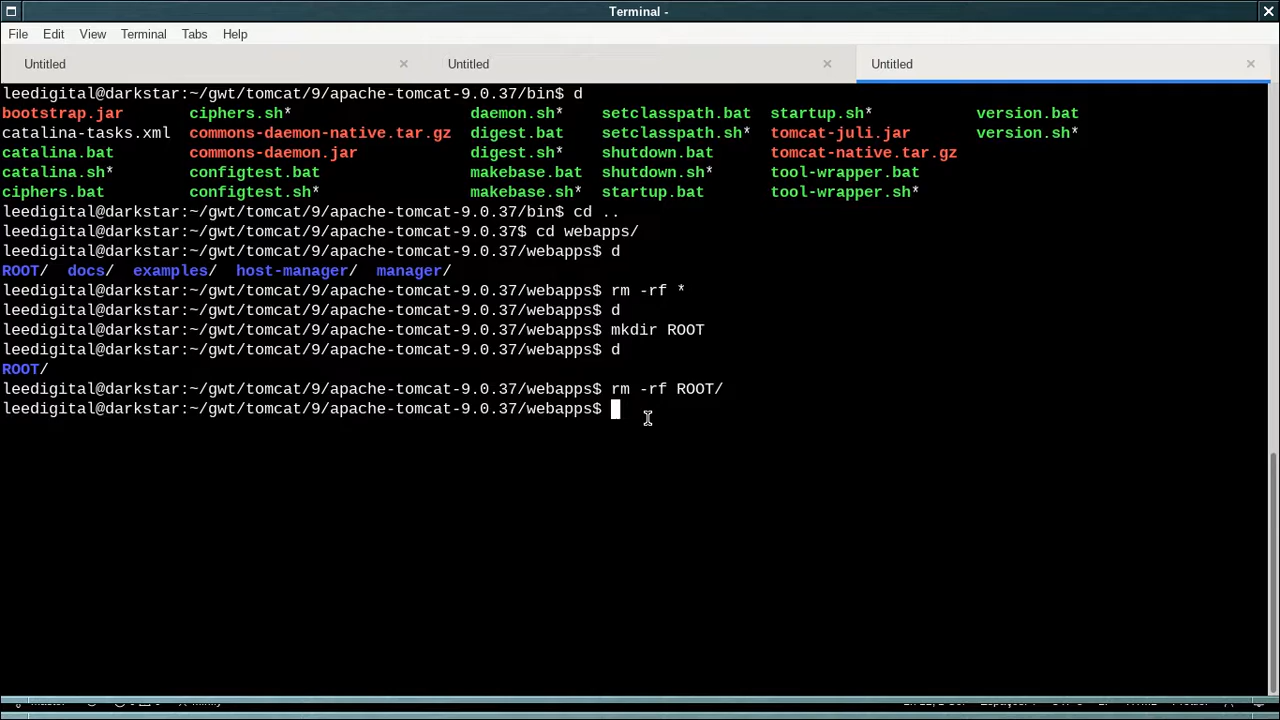 Terminal -
File Edit View Terminal Tabs Help
Untitled Untitled Untitled
leedigital@darkstar:~/gwt/tomcat/9/apache-tomcat-9.0.37/bin$ d
bootstrap.jar ciphers.sh* daemon.sh* setclasspath.bat startup.sh* version.bat
catalina-tasks.xml commons-daemon-native.tar.gz digest.bat setclasspath.sh* tomcat-juli.jar version.sh*
catalina.bat commons-daemon.jar digest.sh* shutdown.bat tomcat-native.tar.gz
catalina.sh* configtest.bat makebase.bat shutdown.sh* tool-wrapper.bat
ciphers.bat configtest.sh* makebase.sh* startup.bat tool-wrapper.sh*
leedigital@darkstar:~/gwt/tomcat/9/apache-tomcat-9.0.37/bin$ cd ..
leedigital@darkstar:~/gwt/tomcat/9/apache-tomcat-9.0.37$ cd webapps/
leedigital@darkstar:~/gwt/tomcat/9/apache-tomcat-9.0.37/webapps$ d
ROOT/ docs/ examples/ host-manager/ manager/
leedigital@darkstar:~/gwt/tomcat/9/apache-tomcat-9.0.37/webapps$ rm -rf *
leedigital@darkstar:~/gwt/tomcat/9/apache-tomcat-9.0.37/webapps$ d
leedigital@darkstar:~/gwt/tomcat/9/apache-tomcat-9.0.37/webapps$ mkdir ROOT
leedigital@darkstar:~/gwt/tomcat/9/apache-tomcat-9.0.37/webapps$ d
ROOT/
leedigital@darkstar:~/gwt/tomcat/9/apache-tomcat-9.0.37/webapps$ rm -rf ROOT/
leedigital@darkstar:~/gwt/tomcat/9/apache-tomcat-9.0.37/webapps$